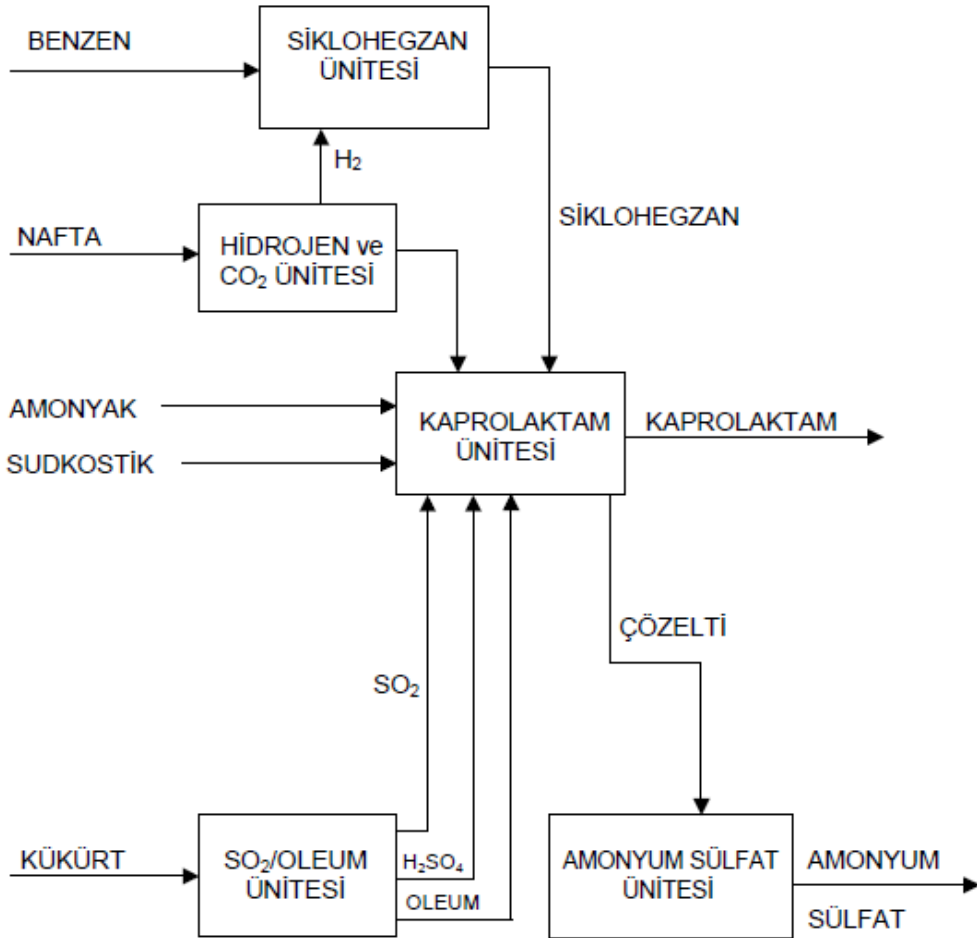 BENZEN
SİKLOHEGZAN
ÜNİTESİ
H₂
SİKLOHEGZAN
NAFTA
HİDROJEN ve
CO₂ ÜNİTESİ
AMONYAK
KAPROLAKTAM
ÜNİTESİ
KAPROLAKTAM
SUDKOSTİK
ÇÖZELTİ
SO₂
KÜKÜRT
SO₂/OLEUM
ÜNİTESİ
H₂SO₄
OLEUM
AMONYUM SÜLFAT
ÜNİTESİ
AMONYUM
SÜLFAT